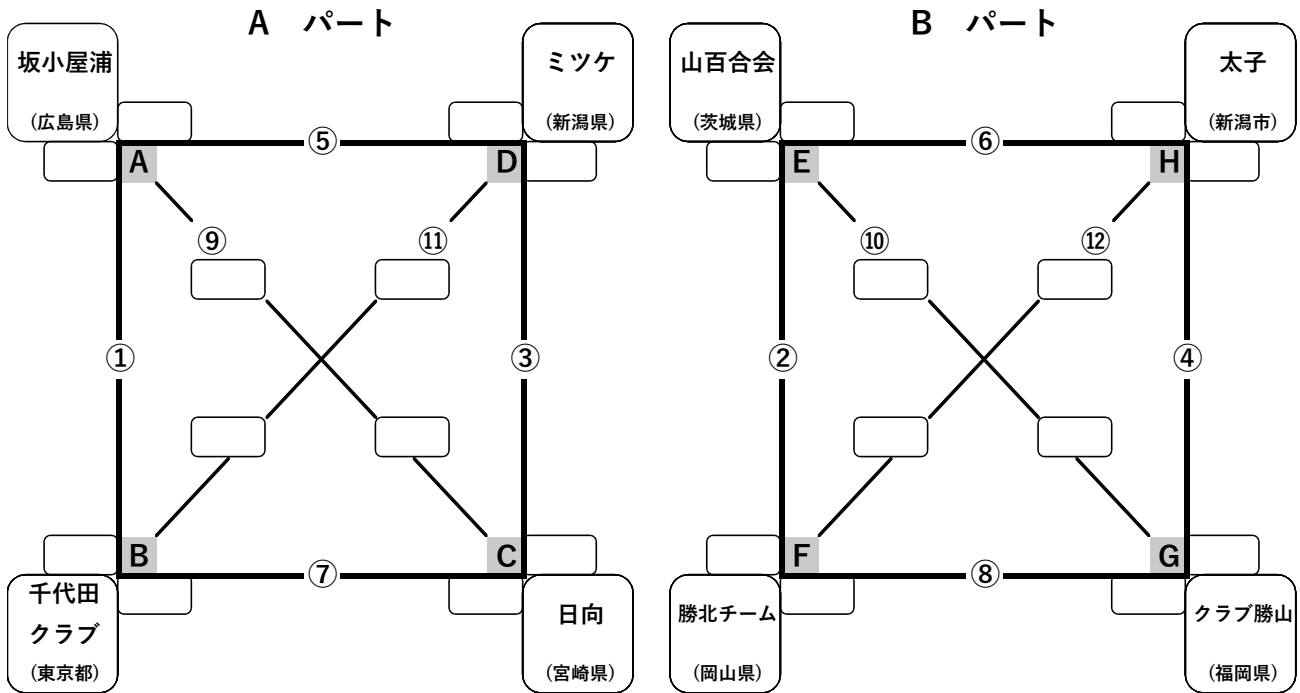 A パート
B パート
坂小屋浦
(広島県)
ミツケ
(新潟県)
山百合会
(茨城県)
太子
(新潟市)
⑤
⑥
A
D
E
H
⑨
⑪
⑩
⑫
①
③
②
④
B
C
F
G
⑦
⑧
千代田
クラブ
(東京都)
日向
(宮崎県)
勝北チーム
(岡山県)
クラブ勝山
(福岡県)